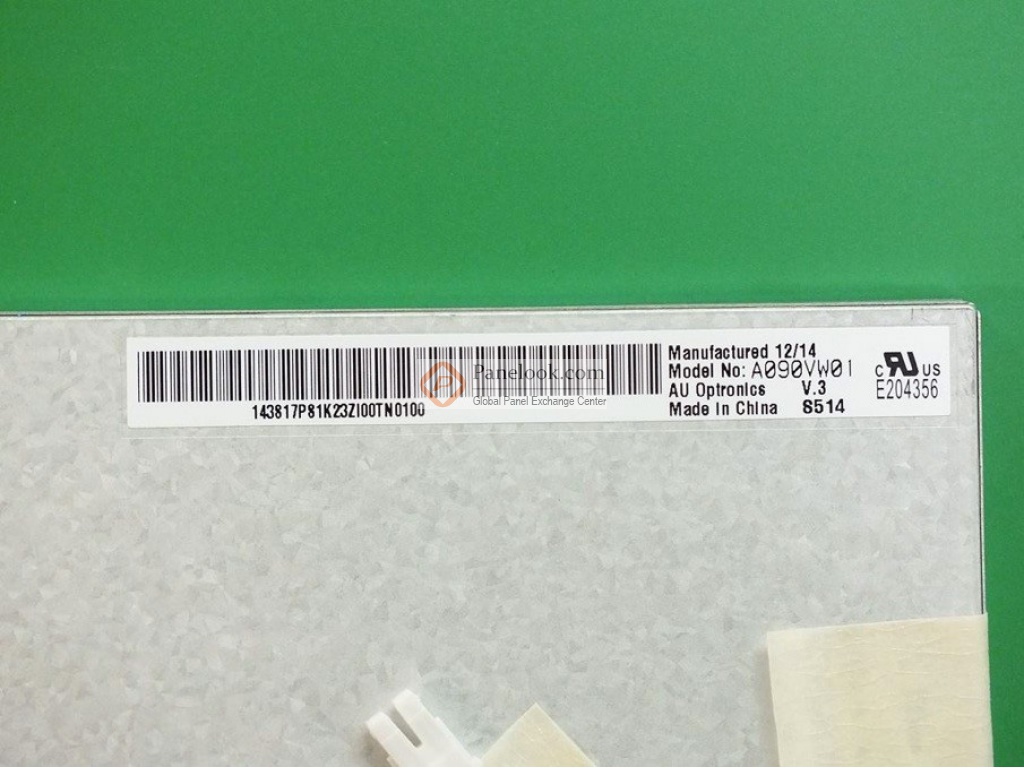 Manufactured 12/14
Model No: A090VW01
AU Optronics V.3
Made In China S514
c RU US
E204356
143817P81K23ZI00TN0100
Panelook.com
Global Panel Exchange Center